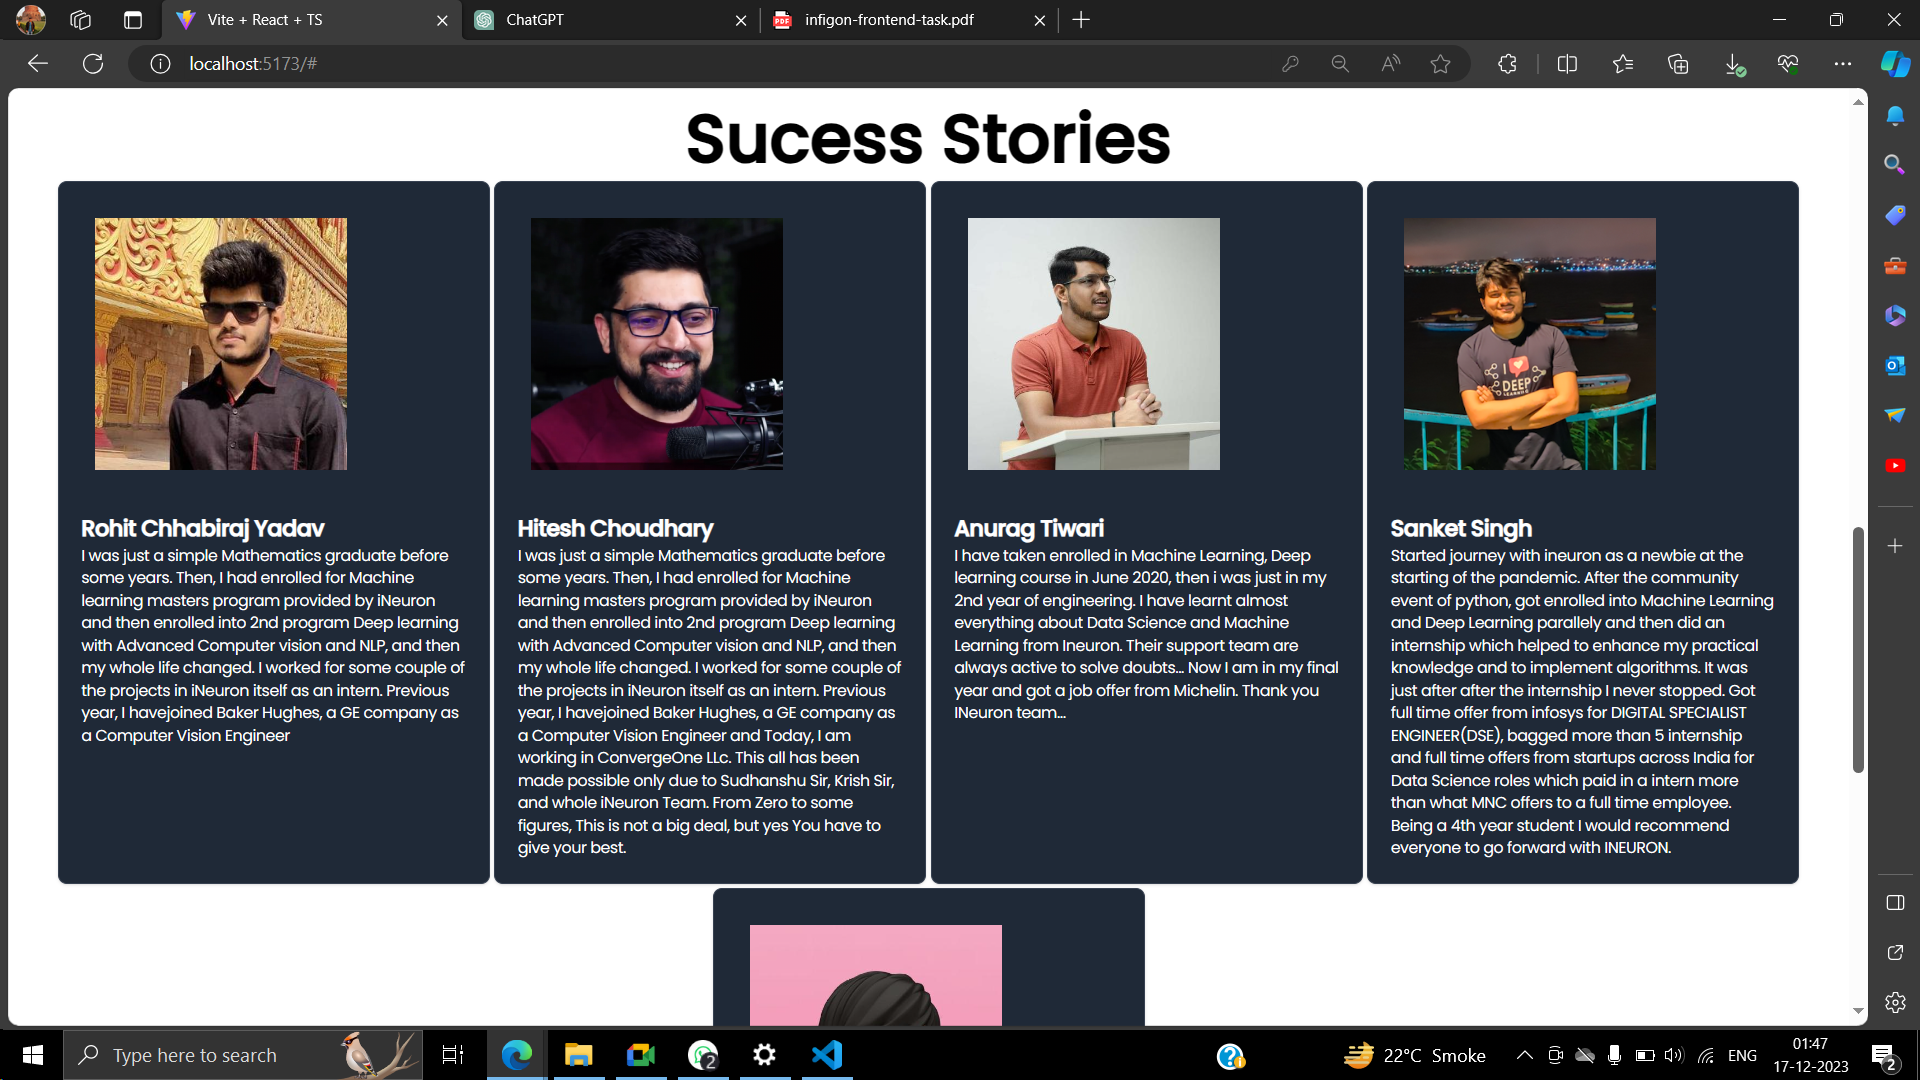 Vite + React + TS
ChatGPT
infigon-frontend-task.pdf
localhost:5173/#
Sucess Stories
Rohit Chhabiraj Yadav
I was just a simple Mathematics graduate before
some years. Then, I had enrolled for Machine
learning masters program provided by iNeuron
and then enrolled into 2nd program Deep learning
with Advanced Computer vision and NLP, and then
my whole life changed. I worked for some couple of
the projects in iNeuron itself as an intern. Previous
year, I havejoined Baker Hughes, a GE company as
a Computer Vision Engineer
Hitesh Choudhary
I was just a simple Mathematics graduate before
some years. Then, I had enrolled for Machine
learning masters program provided by iNeuron
and then enrolled into 2nd program Deep learning
with Advanced Computer vision and NLP, and then
my whole life changed. I worked for some couple of
the projects in iNeuron itself as an intern. Previous
year, I havejoined Baker Hughes, a GE company as
a Computer Vision Engineer and Today, I am
working in ConvergeOne LLc. This all has been
made possible only due to Sudhanshu Sir, Krish Sir,
and whole iNeuron Team. From Zero to some
figures, This is not a big deal, but yes You have to
give your best.
Anurag Tiwari
I have taken enrolled in Machine Learning, Deep
learning course in June 2020, then i was just in my
2nd year of engineering. I have learnt almost
everything about Data Science and Machine
Learning from Ineuron. Their support team are
always active to solve doubts... Now I am in my final
year and got a job offer from Michelin. Thank you
INeuron team...
I
DEEP
LEARNING
Sanket Singh
Started journey with ineuron as a newbie at the
starting of the pandemic. After the community
event of python, got enrolled into Machine Learning
and Deep Learning parallely and then did an
internship which helped to enhance my practical
knowledge and to implement algorithms. It was
just after after the internship I never stopped. Got
full time offer from infosys for DIGITAL SPECIALIST
ENGINEER(DSE), bagged more than 5 internship
and full time offers from startups across India for
Data Science roles which paid in a intern more
than what MNC offers to a full time employee.
Being a 4th year student I would recommend
everyone to go forward with INEURON.
Type here to search
2
22°C Smoke
ENG
01:47
17-12-2023
2